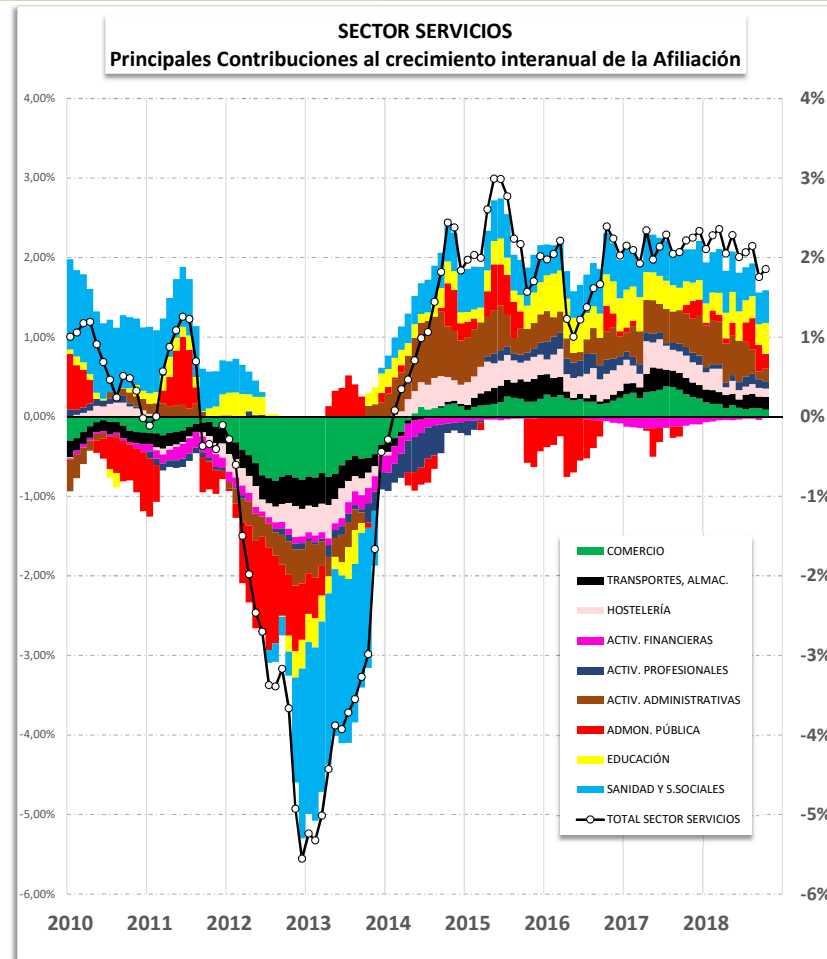 SECTOR SERVICIOS
Principales Contribuciones al crecimiento interanual de la Afiliación
4,00%
4%
3,00%
3%
2,00%
2%
1,00%
1%
0,00%
0%
-1,00%
-1%
-2,00%
-2%
-3,00%
-3%
-4,00%
-4%
-5,00%
-5%
-6,00%
-6%
COMERCIO
TRANSPORTES, ALMAC.
HOSTELERÍA
ACTIV. FINANCIERAS
ACTIV. PROFESIONALES
ACTIV. ADMINISTRATIVAS
ADMON. PÚBLICA
EDUCACIÓN
SANIDAD Y S.SOCIALES
TOTAL SECTOR SERVICIOS
2010 2011 2012 2013 2014 2015 2016 2017 2018